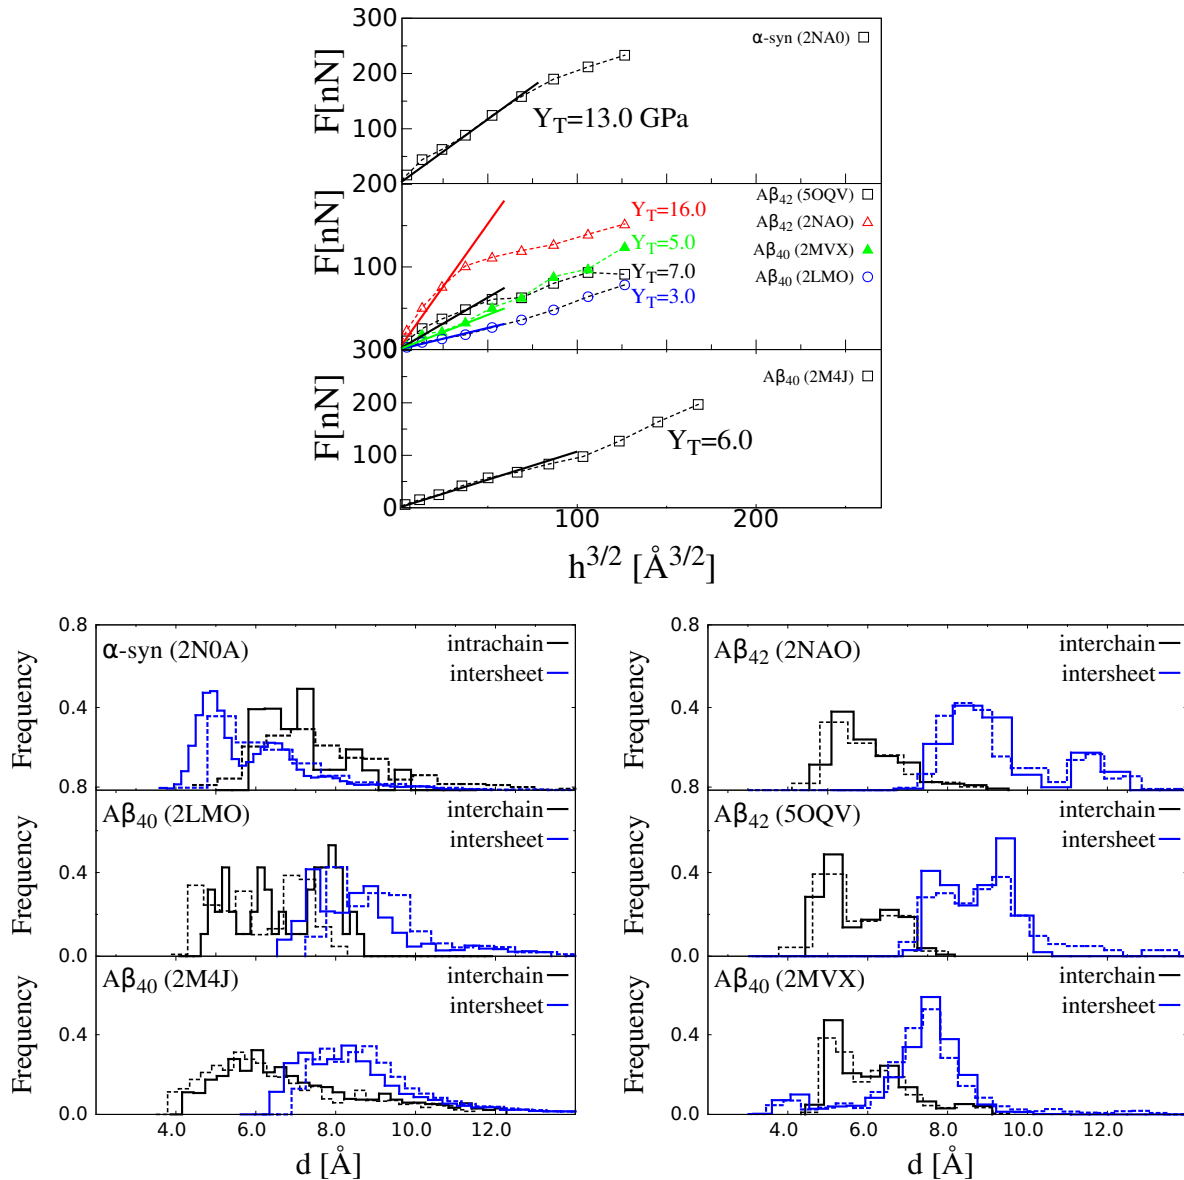 300
α-syn (2NA0)
200
F[nN]
Y_T=13.0 GPa
100
0
200
Aβ₄₂ (5OQV)
Y_T=16.0
Aβ₄₂ (2NAO)
F[nN]
Y_T=5.0
Aβ₄₀ (2MVX)
100
Y_T=7.0
Aβ₄₀ (2LMO)
Y_T=3.0
0
300
Aβ₄₀ (2M4J)
200
F[nN]
Y_T=6.0
100
0
100 200
h^3/2 [Å^3/2]
0.8
α-syn (2N0A)
intrachain
intersheet
Frequency
0.4
0.8
Aβ₄₀ (2LMO)
interchain
intersheet
Frequency
0.4
0.0
Aβ₄₀ (2M4J)
interchain
intersheet
Frequency
0.4
0.0
4.0 6.0 8.0 10.0 12.0
d [Å]
0.8
Aβ₄₂ (2NAO)
interchain
intersheet
Frequency
0.4
0.8
Aβ₄₂ (5OQV)
interchain
intersheet
Frequency
0.4
0.0
Aβ₄₀ (2MVX)
interchain
intersheet
Frequency
0.4
0.0
4.0 6.0 8.0 10.0 12.0
d [Å]